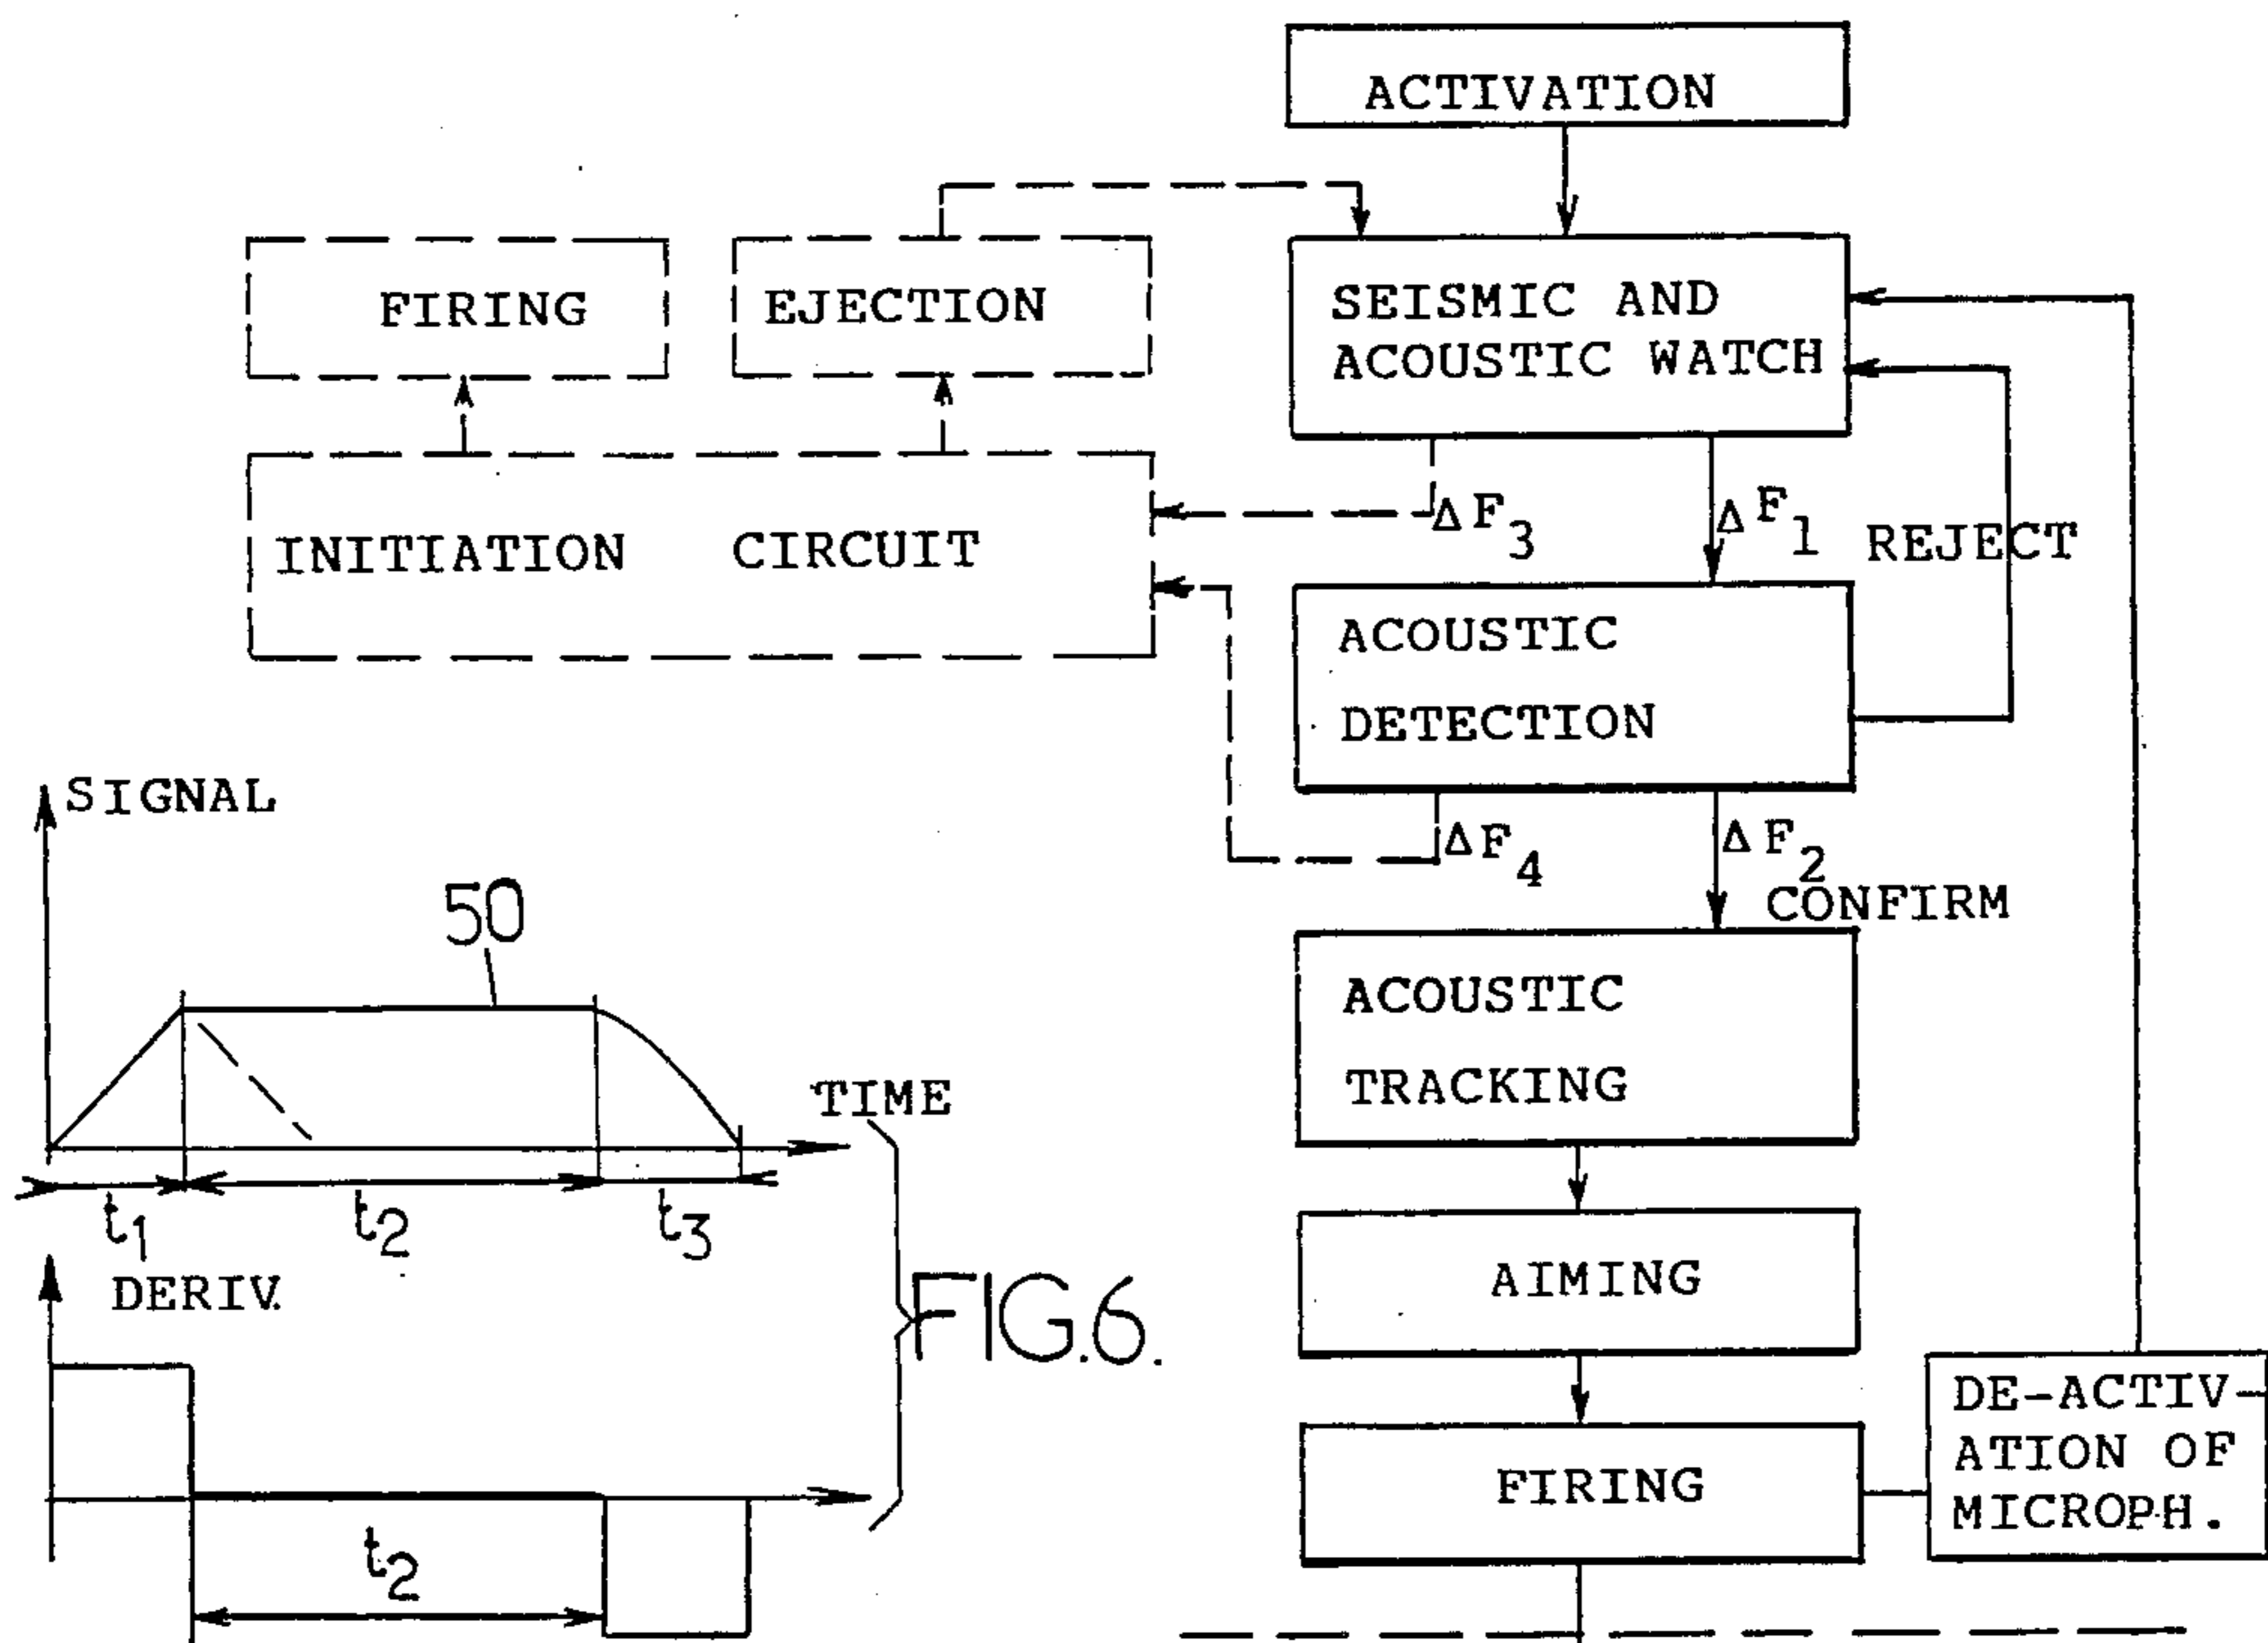 ACTIVATION
FIRING
EJECTION
SEISMIC AND
ACOUSTIC WATCH
INITIATION CIRCUIT
ΔF3
ΔF1
REJECT
ACOUSTIC
DETECTION
ΔF4
ΔF2
CONFIRM
ACOUSTIC
TRACKING
AIMING
FIRING
DE-ACTIV-
ATION OF
MICROPH.
SIGNAL
50
TIME
t1
t2
t3
DERIV.
t2
FIG.6.